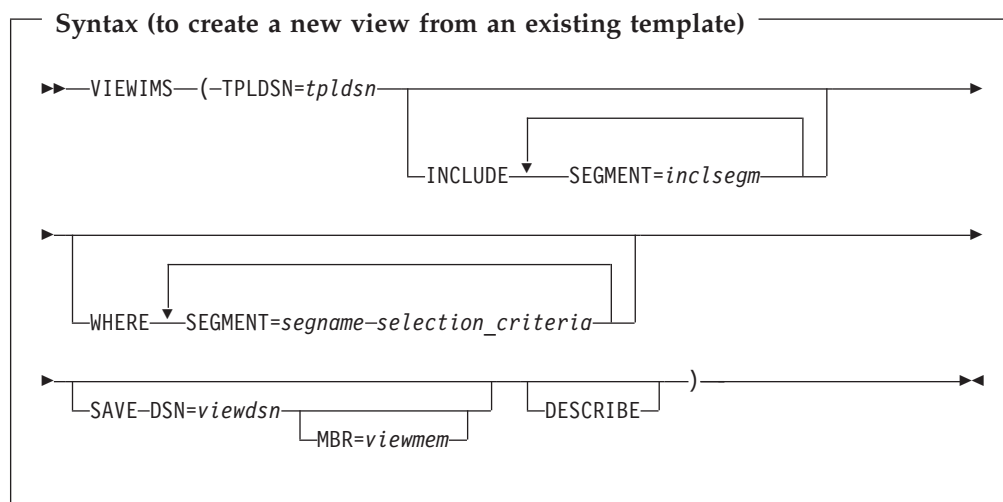 Syntax (to create a new view from an existing template)
VIEWIMS ( TPLDSN=tpldsn
INCLUDE SEGMENT=inclsegm
WHERE SEGMENT=segname selection_criteria
)
SAVE DSN=viewdsn DESCRIBE
MBR=viewmem